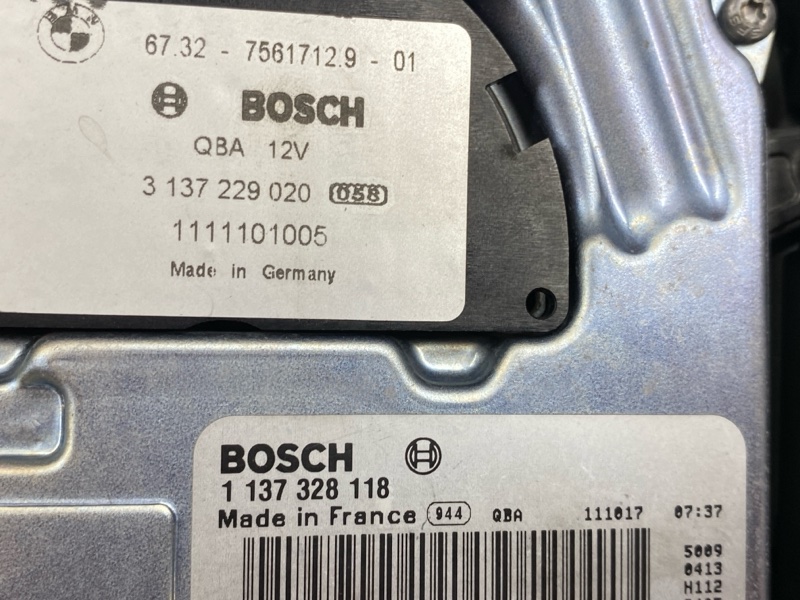 BMW
67.32 - 7561712.9 - 01
BOSCH
QBA 12V
3 137 229 020 058
1111101005
Made in Germany
BOSCH
1 137 328 118
Made in France 944 QBA 111017 07:37
5009
0413
H112